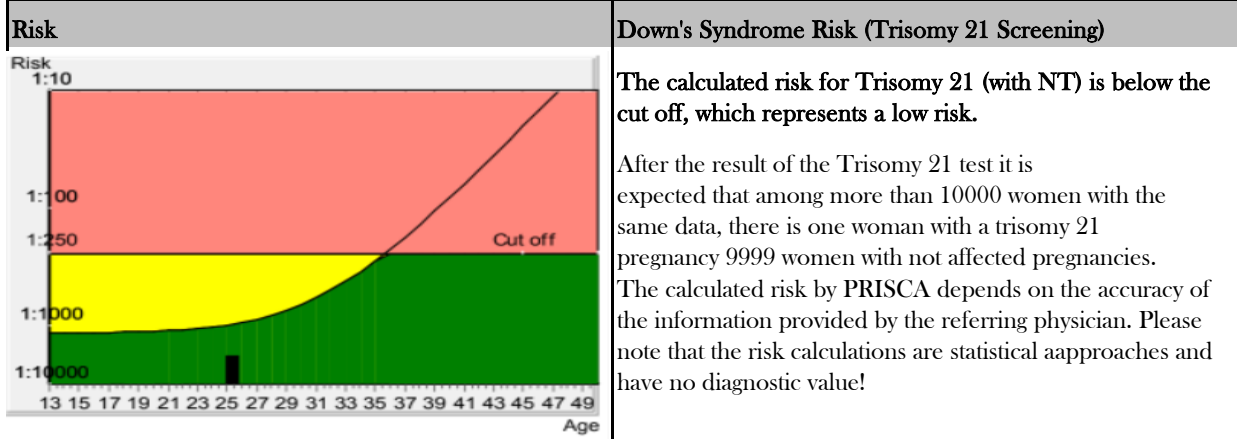 Risk
Down's Syndrome Risk (Trisomy 21 Screening)
Risk
1:10
1:100
1:250
Cut off
1:1000
1:10000
13 15 17 19 21 23 25 27 29 31 33 35 37 39 41 43 45 47 49
Age
The calculated risk for Trisomy 21 (with NT) is below the
cut off, which represents a low risk.
After the result of the Trisomy 21 test it is
expected that among more than 10000 women with the
same data, there is one woman with a trisomy 21
pregnancy 9999 women with not affected pregnancies.
The calculated risk by PRISCA depends on the accuracy of
the information provided by the referring physician. Please
note that the risk calculations are statistical aapproaches and
have no diagnostic value!